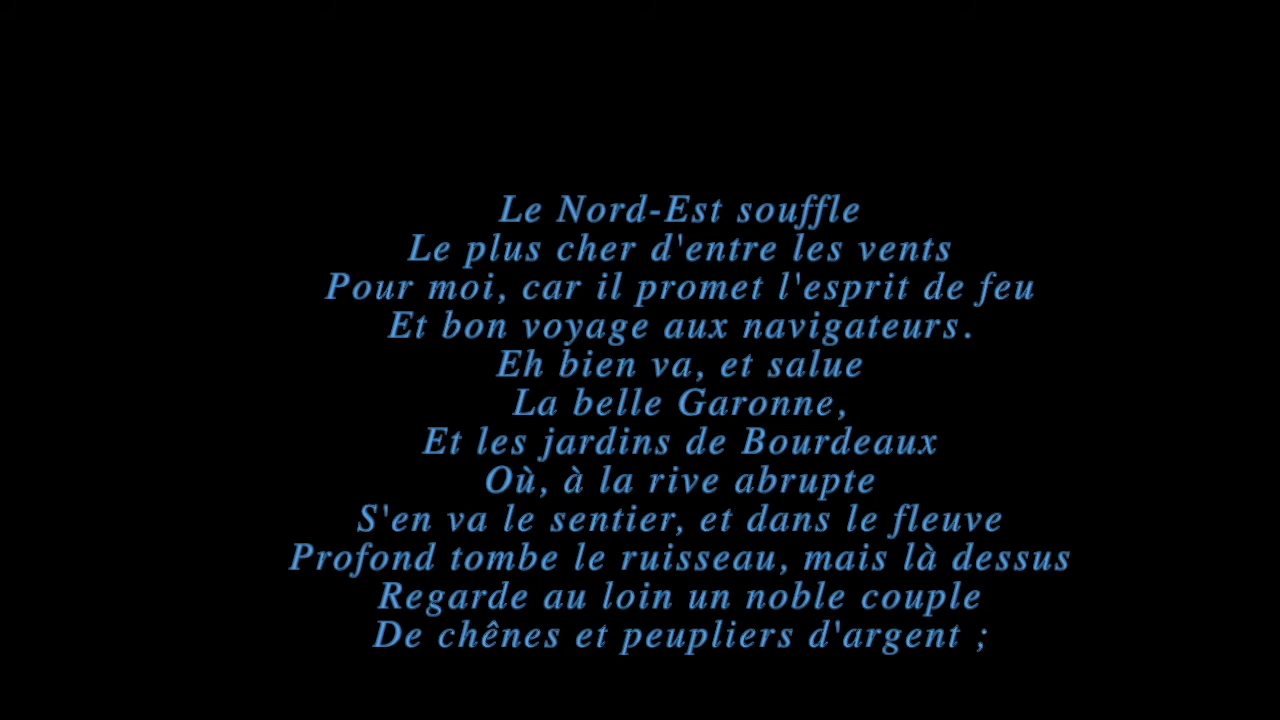 Le Nord-Est souffle
Le plus cher d'entre les vents
Pour moi, car il promet l'esprit de feu
Et bon voyage aux navigateurs.
Eh bien va, et salue
La belle Garonne,
Et les jardins de Bourdeaux
Où, à la rive abrupte
S'en va le sentier, et dans le fleuve
Profond tombe le ruisseau, mais là dessus
Regarde au loin un noble couple
De chênes et peupliers d'argent ;